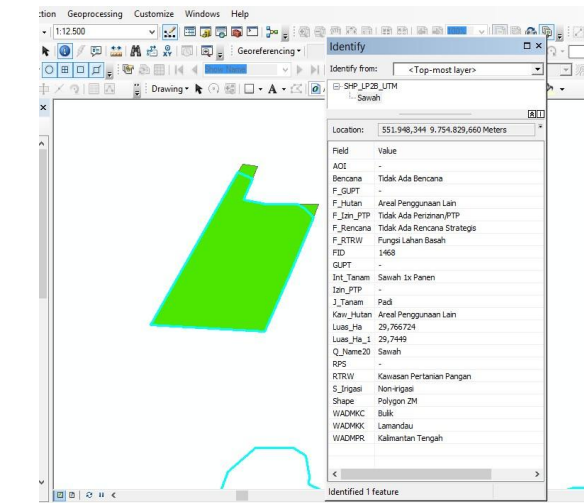 ction Geoprocessing Customize Windows Help
1:12.500
Georeferencing
Drawing A
Identify
Identify from: <Top-most layer>
SHP_LP2B_UTM
Sawah
Location: 551.948,344 9.754.829,660 Meters
Field Value
AOI -
Bencana Tidak Ada Bencana
F_GUPT -
F_Hutan Areal Penggunaan Lain
F_Izin_PTP Tidak Ada Perizinan/PTP
F_Rencana Tidak Ada Rencana Strategis
F_RTRW Fungsi Lahan Basah
FID 1468
GUPT -
Int_Tanam Sawah 1x Panen
Izin_PTP -
J_Tanam Padi
Kaw_Hutan Areal Penggunaan Lain
Luas_Ha 29,766724
Luas_Ha_1 29,7449
Q_Name20 Sawah
RPS -
RTRW Kawasan Pertanian Pangan
S_Irigasi Non-irigasi
Shape Polygon ZM
WADMKC Bulik
WADMKK Lamandau
WADMPR Kalimantan Tengah
Identified 1 feature